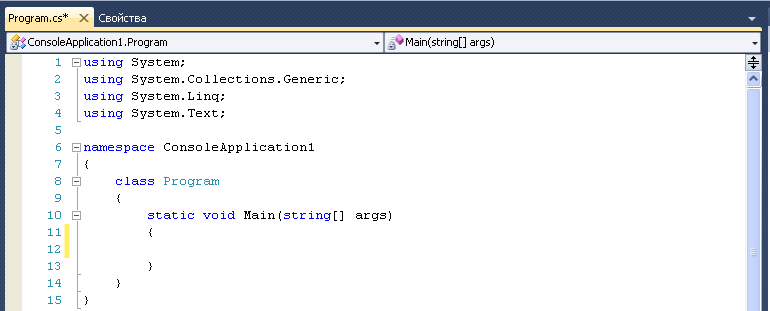 Program.cs* Свойства
ConsoleApplication1.Program Main(string[] args)
1 using System;
2 using System.Collections.Generic;
3 using System.Linq;
4 using System.Text;
5
6 namespace ConsoleApplication1
7 {
8 class Program
9 {
10 static void Main(string[] args)
11 {
12
13 }
14 }
15 }